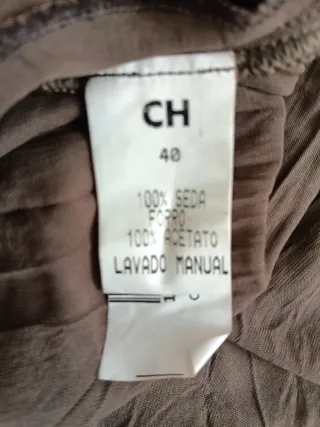 CH
40
100% SEDA
FORRO
100% ACETATO
LAVADO MANUAL